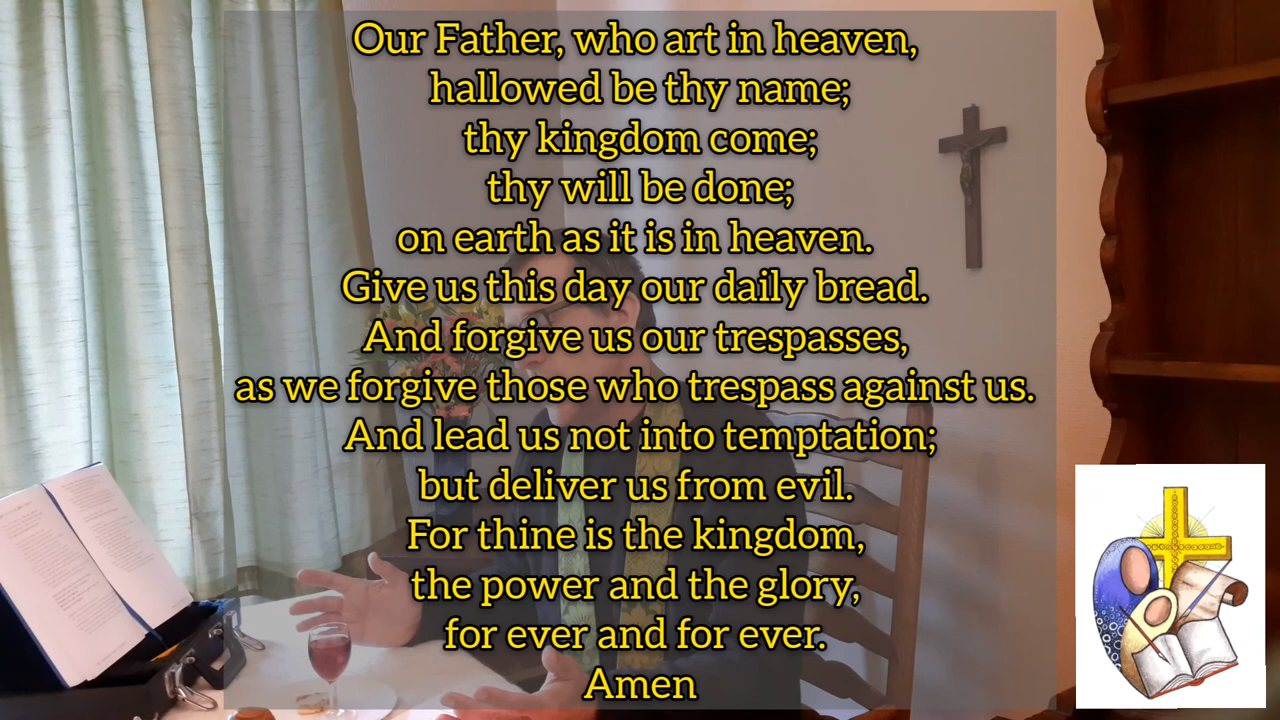 Our Father, who art in heaven,
hallowed be thy name;
thy kingdom come;
thy will be done;
on earth as it is in heaven.
Give us this day our daily bread.
And forgive us our trespasses,
as we forgive those who trespass against us.
And lead us not into temptation;
but deliver us from evil.
For thine is the kingdom,
the power and the glory,
for ever and for ever.
Amen